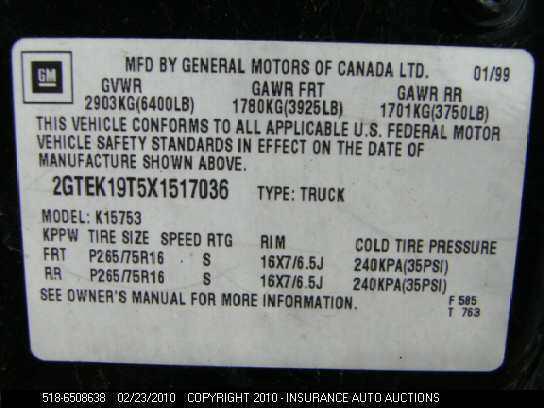 GM
MFD BY GENERAL MOTORS OF CANADA LTD. 01/99
GVWR GAWR FRT GAWR RR
2903KG(6400LB) 1780KG(3925LB) 1701KG(3750LB)
THIS VEHICLE CONFORMS TO ALL APPLICABLE U.S. FEDERAL MOTOR
VEHICLE SAFETY STANDARDS IN EFFECT ON THE DATE OF
MANUFACTURE SHOWN ABOVE.
2GTEK19T5X1517036 TYPE: TRUCK
MODEL: K15753
KPPW TIRE SIZE SPEED RTG RIM COLD TIRE PRESSURE
FRT P265/75R16 S 16X7/6.5J 240KPA(35PSI)
RR P265/75R16 S 16X7/6.5J 240KPA(35PSI)
SEE OWNER'S MANUAL FOR MORE INFORMATION. F 585
T 763
518-6508638 02/23/2010 COPYRIGHT 2010 - INSURANCE AUTO AUCTIONS